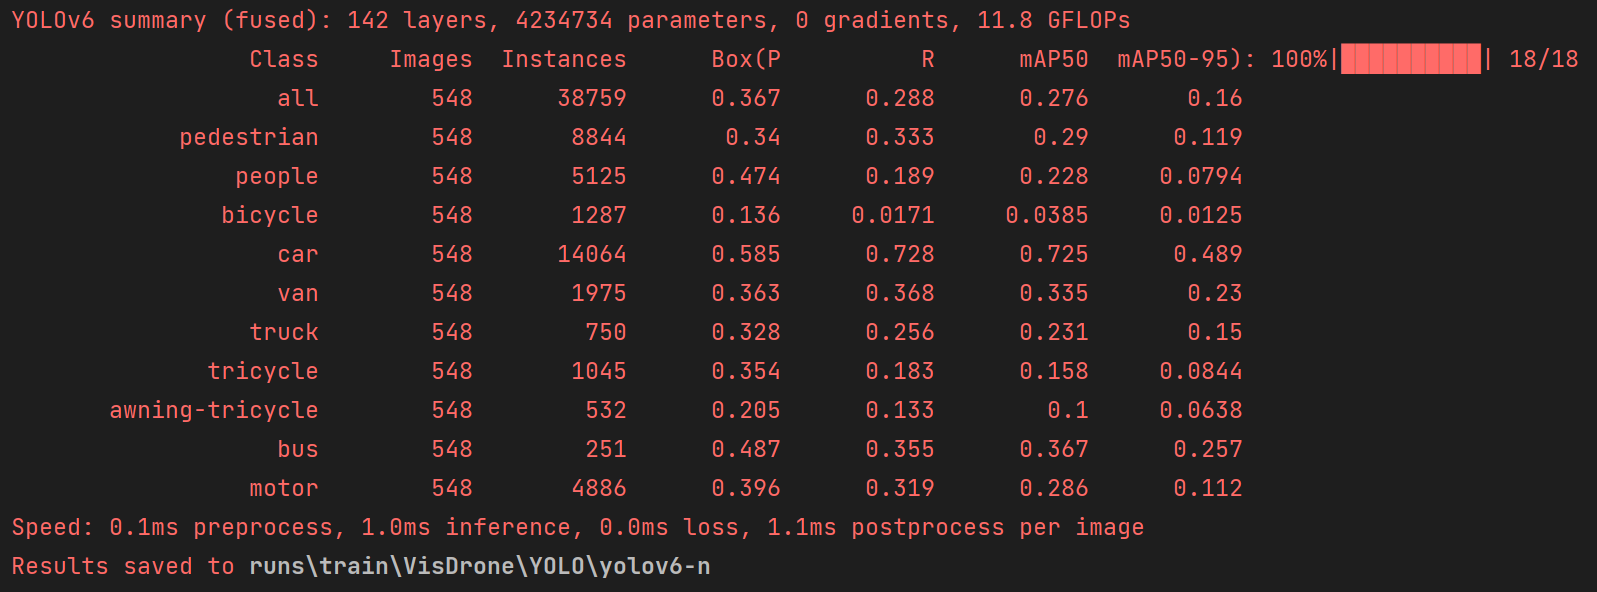 YOLOv6 summary (fused): 142 layers, 4234734 parameters, 0 gradients, 11.8 GFLOPs
Class Images Instances Box(P R mAP50 mAP50-95): 100%|██████████| 18/18
all 548 38759 0.367 0.288 0.276 0.16
pedestrian 548 8844 0.34 0.333 0.29 0.119
people 548 5125 0.474 0.189 0.228 0.0794
bicycle 548 1287 0.136 0.0171 0.0385 0.0125
car 548 14064 0.585 0.728 0.725 0.489
van 548 1975 0.363 0.368 0.335 0.23
truck 548 750 0.328 0.256 0.231 0.15
tricycle 548 1045 0.354 0.183 0.158 0.0844
awning-tricycle 548 532 0.205 0.133 0.1 0.0638
bus 548 251 0.487 0.355 0.367 0.257
motor 548 4886 0.396 0.319 0.286 0.112
Speed: 0.1ms preprocess, 1.0ms inference, 0.0ms loss, 1.1ms postprocess per image
Results saved to runs\train\VisDrone\YOLO\yolov6-n